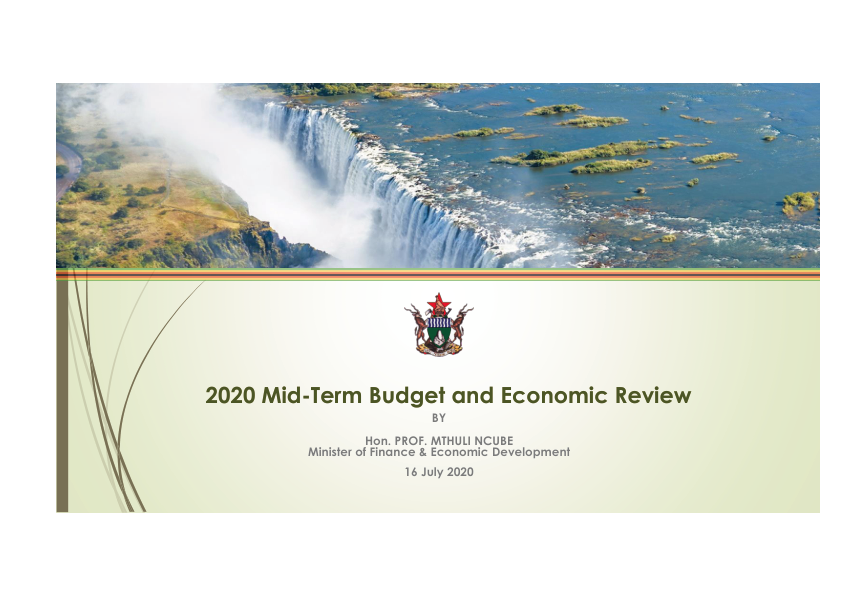 2020 Mid-Term Budget and Economic Review
BY
Hon. PROF. MTHULI NCUBE
Minister of Finance & Economic Development
16 July 2020